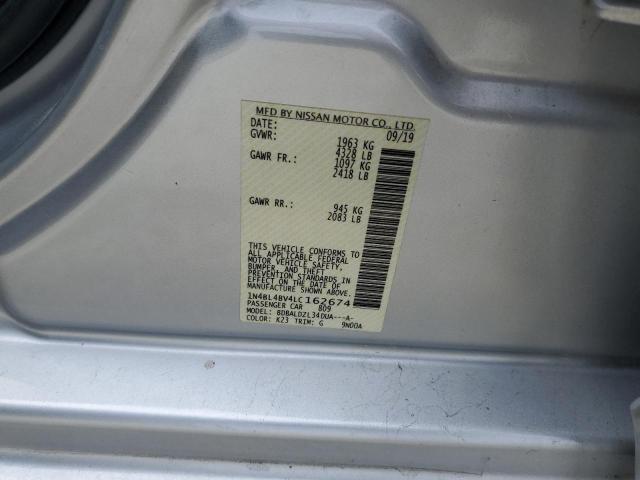 MFD BY NISSAN MOTOR CO., LTD.
DATE: 09/19
GVWR: 1963 KG
4328 LB
GAWR FR.: 1097 KG
2418 LB
GAWR RR.: 945 KG
2083 LB
THIS VEHICLE CONFORMS TO
ALL APPLICABLE FEDERAL
MOTOR VEHICLE SAFETY,
BUMPER, AND THEFT
PREVENTION STANDARDS IN
EFFECT ON THE DATE OF
MANUFACTURE SHOWN ABOVE.
1N4BL4BV4LC162674
PASSENGER CAR 809
MODEL: BDBALDZL34DUA---A-
COLOR: K23 TRIM: G 9N00A